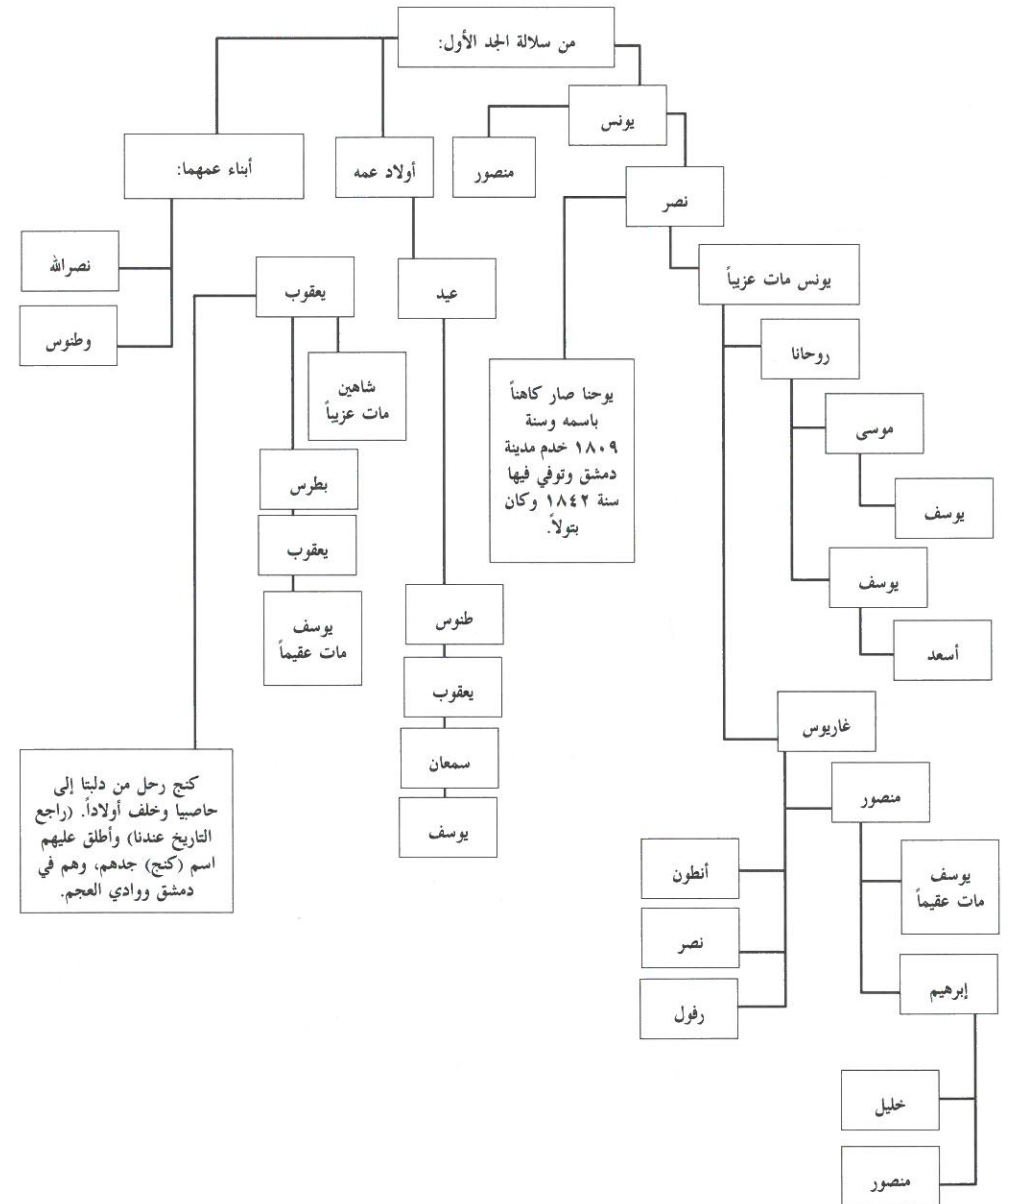 من سلالة الجد الأول:
يونس
منصور
أولاد عمه
أبناء عمهما:
نصر
نصرالله
وطنوس
يعقوب
عيد
يونس مات عزيباً
روحانا
شاهين
مات عزيباً
يوحنا صار كاهناً
باسمه وسنة
١٨٠٩ خدم مدينة
دمشق وتوفي فيها
سنة ١٨٤٢ وكان
بتولاً.
موسى
يوسف
بطرس
يعقوب
يوسف
مات عقيماً
يوسف
أسعد
طنوس
يعقوب
سمعان
يوسف
غاريوس
منصور
كنج رحل من دلبتا إلى
حاصبيا وخلف أولاداً. (راجع
التاريخ عندنا) وأطلق عليهم
اسم (كنج) جدهم، وهم في
دمشق ووادي العجم.
أنطون
نصر
رفول
يوسف
مات عقيماً
إبرهيم
خليل
منصور